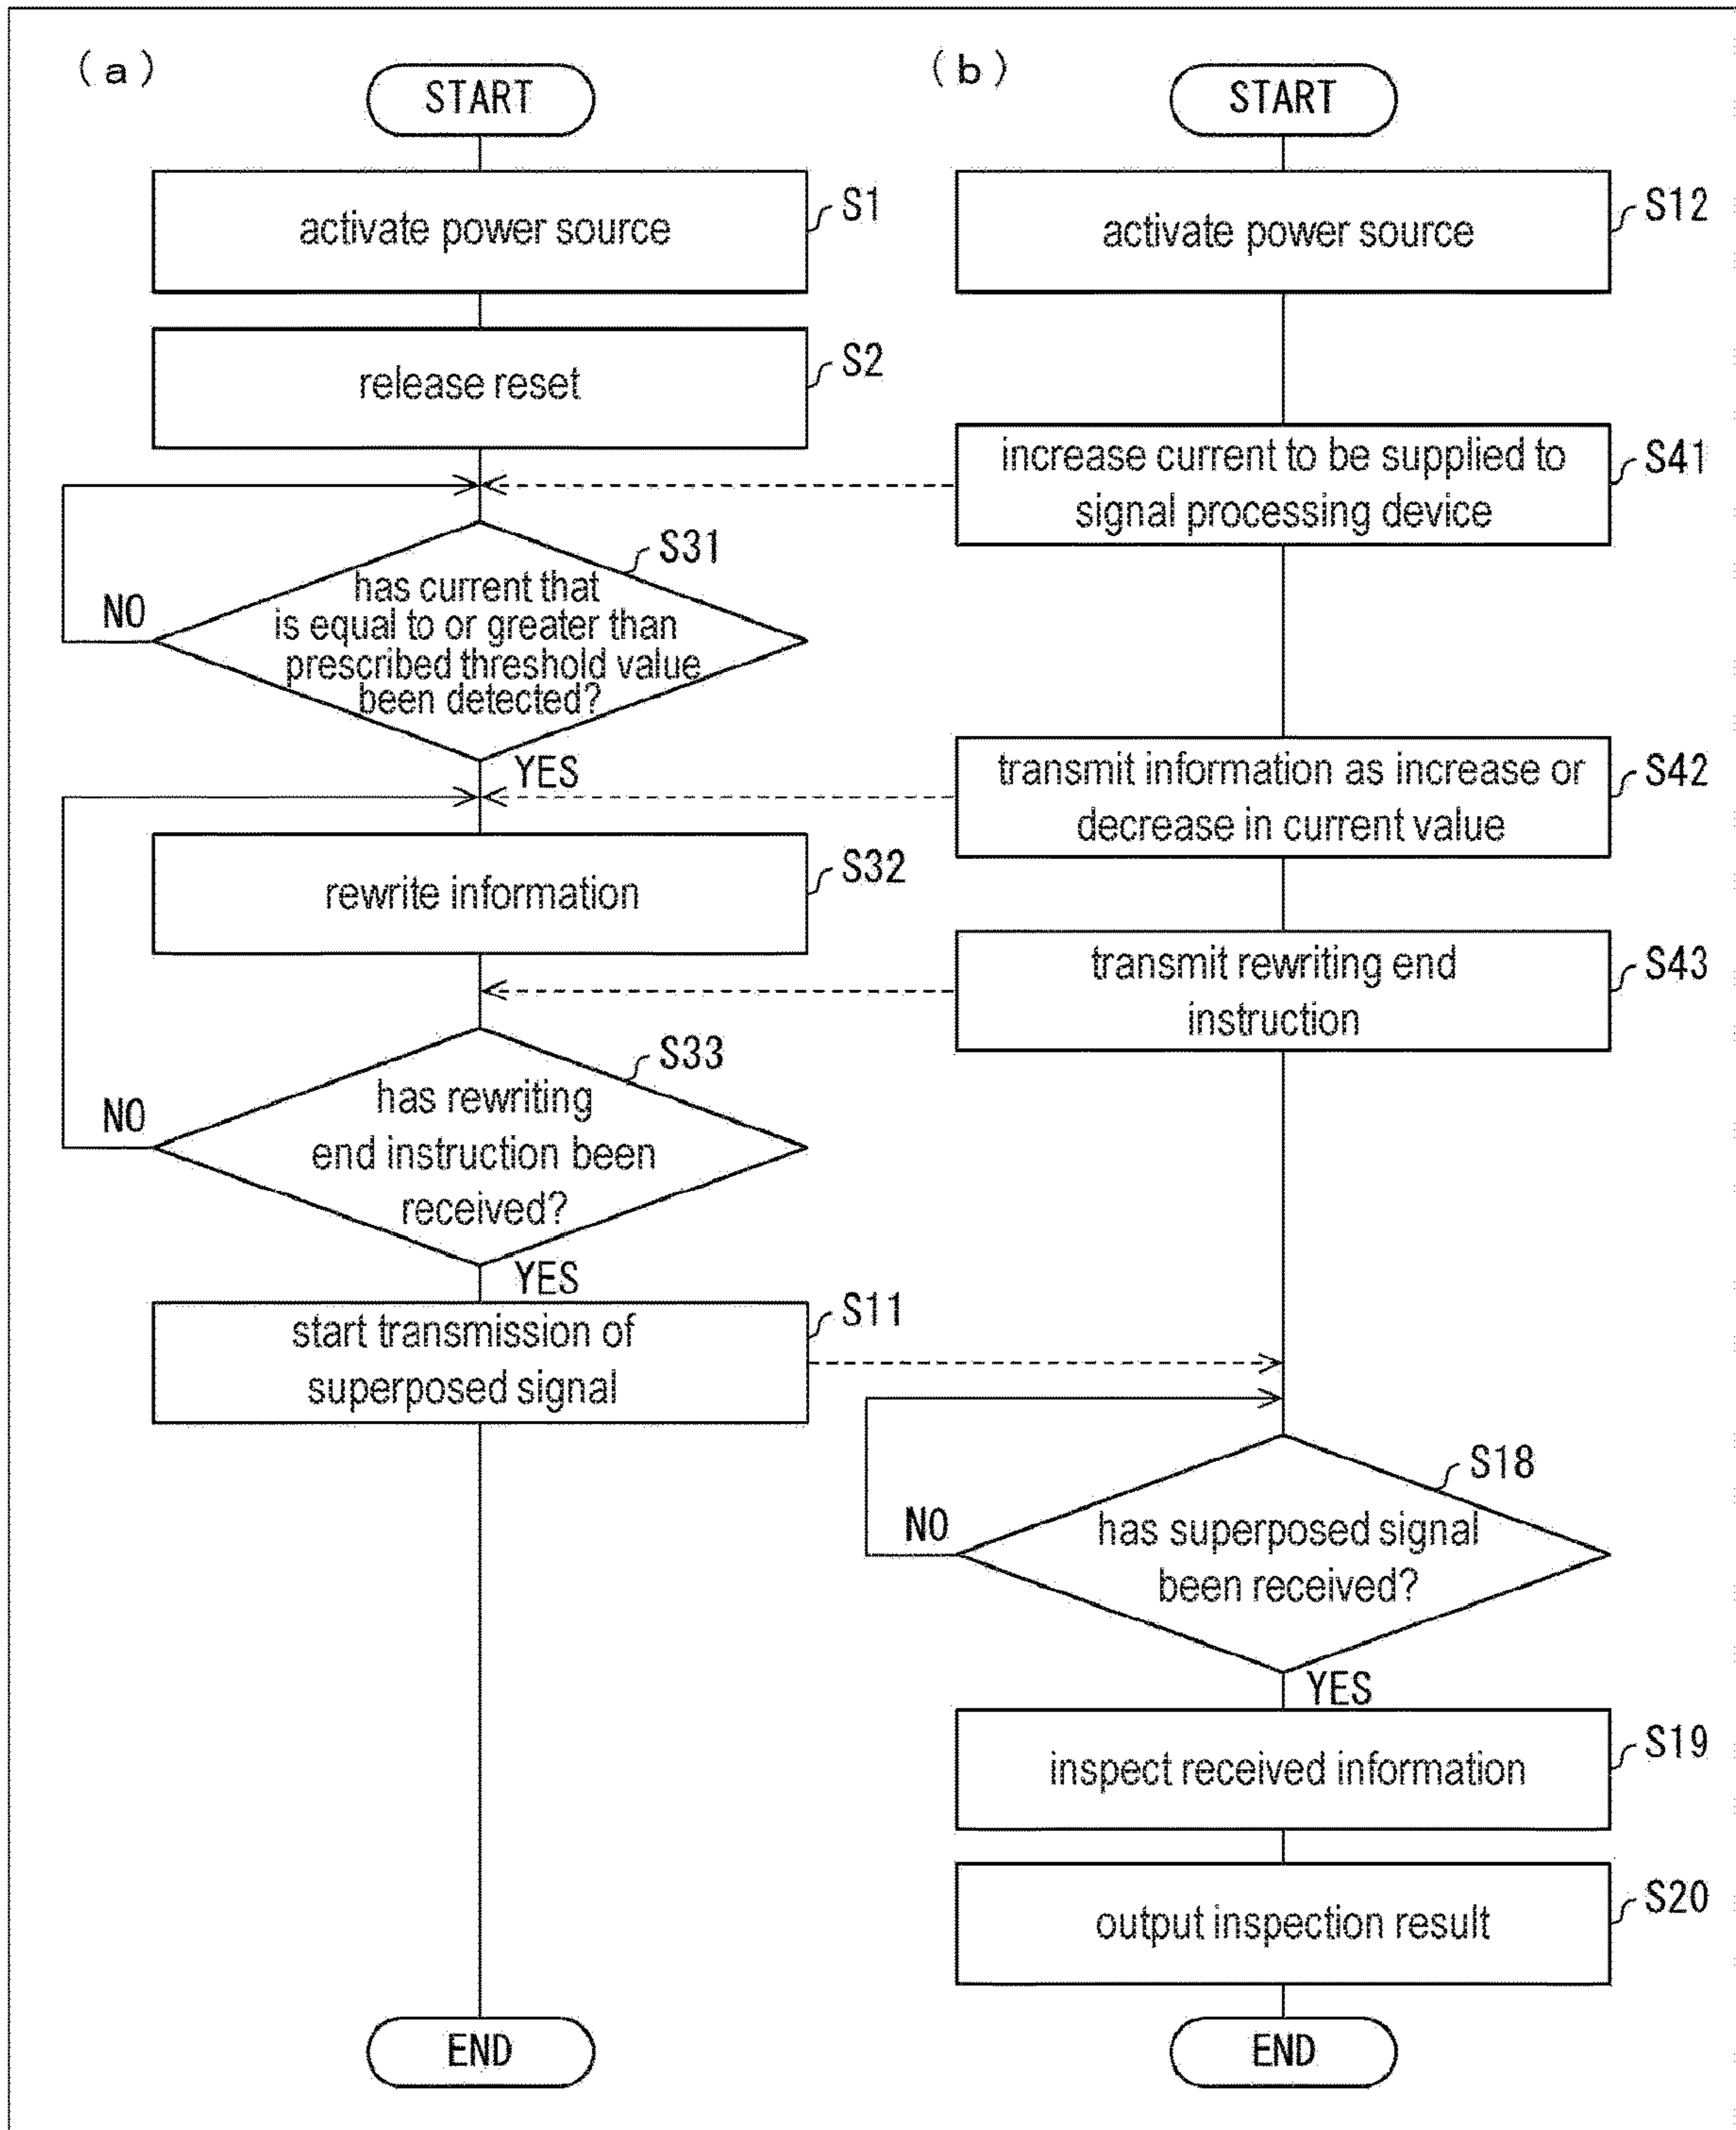 (a)
START
activate power source
S1
release reset
S2
S31
has current that
is equal to or greater than
prescribed threshold value
been detected?
NO
YES
rewrite information
S32
S33
has rewriting
end instruction been
received?
NO
YES
start transmission of
superposed signal
S11
END
(b)
START
activate power source
S12
increase current to be supplied to
signal processing device
S41
transmit information as increase or
decrease in current value
S42
transmit rewriting end
instruction
S43
S18
has superposed signal
been received?
NO
YES
inspect received information
S19
output inspection result
S20
END